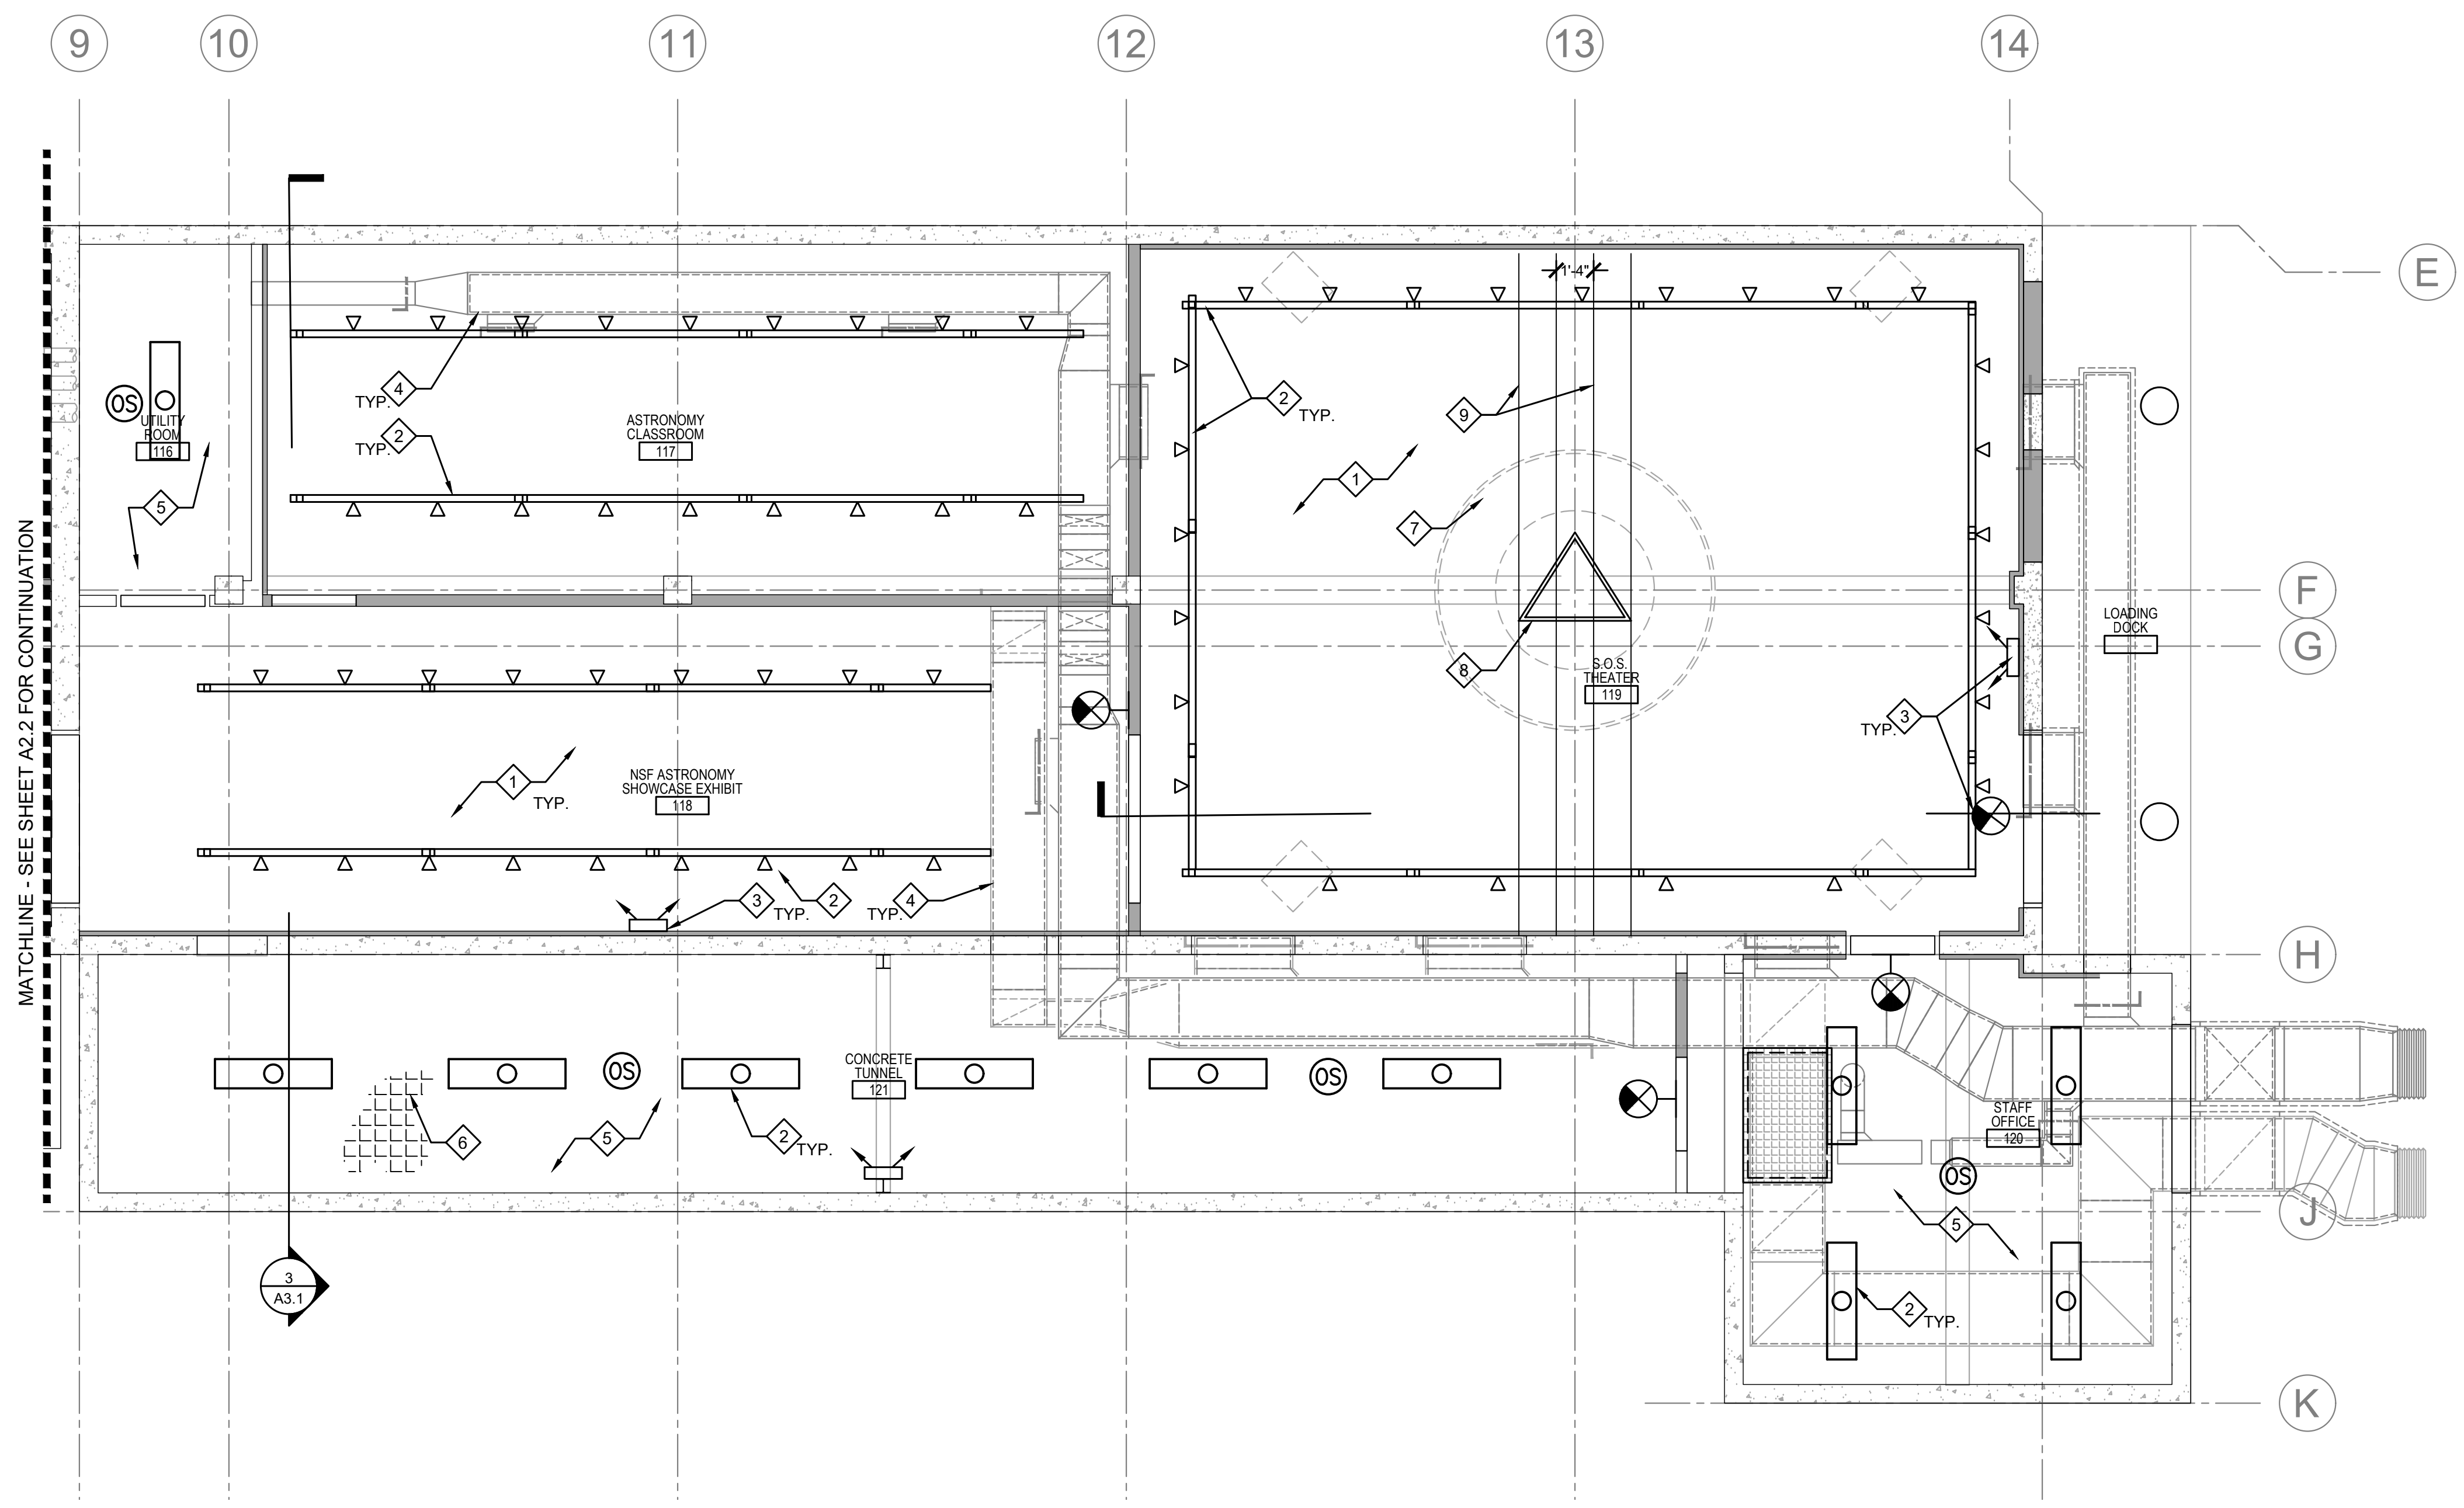 9
10
11
12
13
14
E
1'-4"
4
TYP.
2
TYP.
OS
UTILITY
ROOM
116
ASTRONOMY
CLASSROOM
117
2
TYP.
9
1
5
7
MATCHLINE - SEE SHEET A2.2 FOR CONTINUATION
F
LOADING
DOCK
G
8
S.O.S.
THEATER
119
3
TYP.
1
TYP.
NSF ASTRONOMY
SHOWCASE EXHIBIT
118
3
TYP.
2
4
TYP.
H
OS
CONCRETE
TUNNEL
121
OS
6
5
2
TYP.
STAFF
OFFICE
120
OS
5
J
3
A3.1
2
TYP.
K